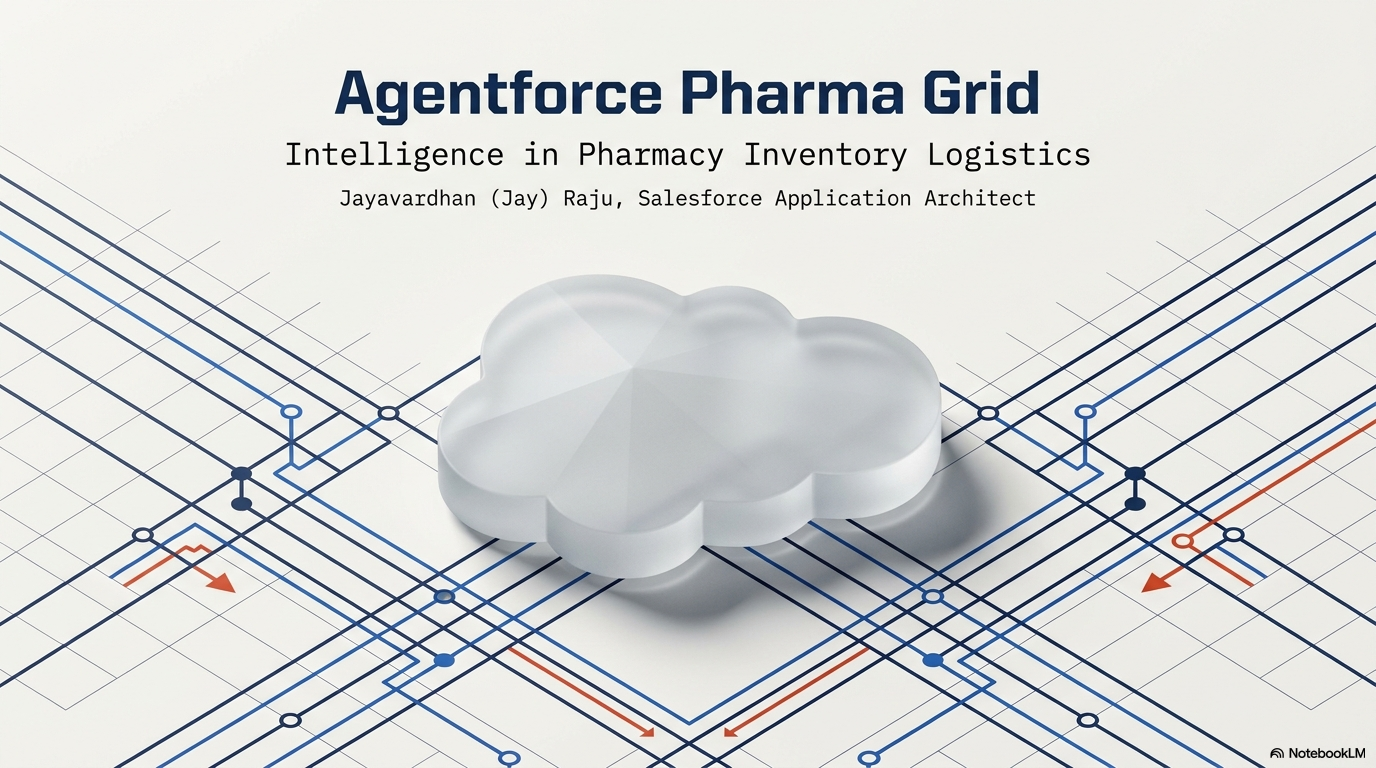 Agentforce Pharma Grid
Intelligence in Pharmacy Inventory Logistics
Jayavardhan (Jay) Raju, Salesforce Application Architect
NotebookLM